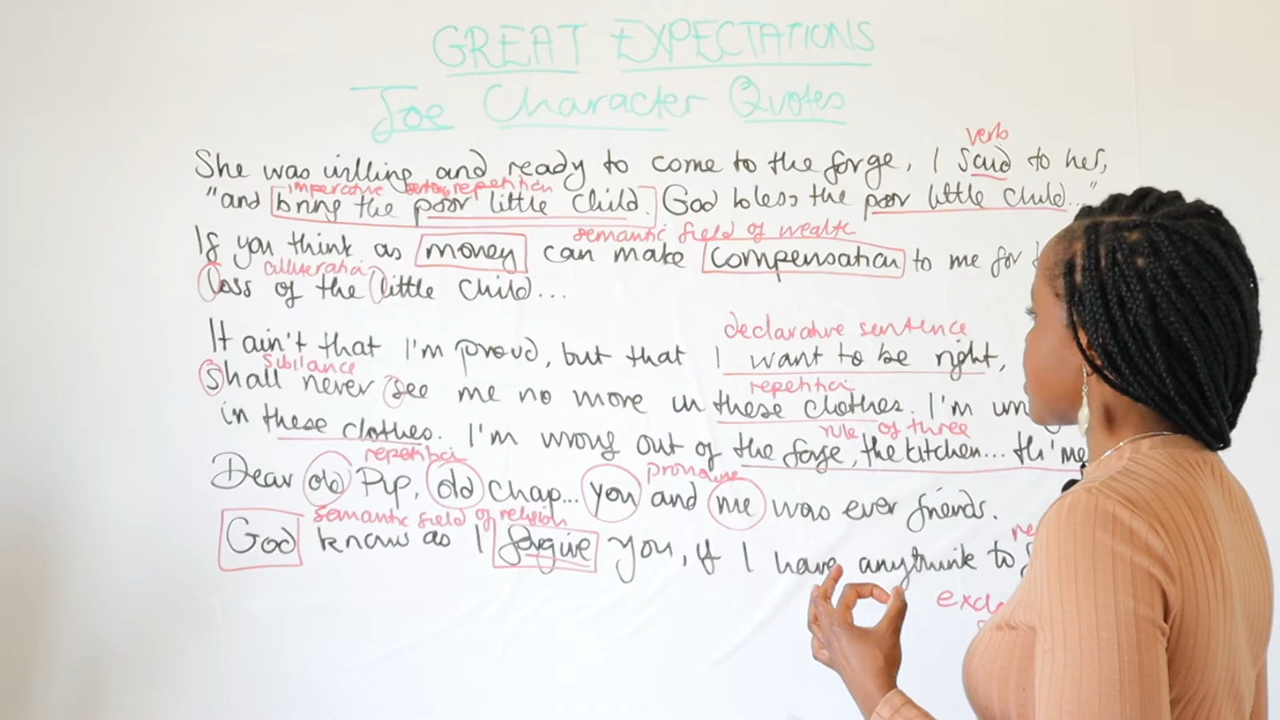 GREAT EXPECTATIONS
Joe Character Quotes
verb
She was willing and ready to come to the forge, I said to her,
imperative repetition
"and bring the poor little child. God bless the poor little child..."
semantic field of wealth
If you think as money can make compensation to me for
alliteration
loss of the little child...
declarative sentence
It ain't that I'm proud, but that I want to be right,
sibilance
shall never see me no more in these clothes. I'm
repetition
in these clothes. I'm wrong out of the forge, the kitchen... th'me
rule of three
repetition
pronouns
Dear old Pip, old chap... you and me was ever friends.
semantic field of religion
God knows as I forgive you, if I have anythink to